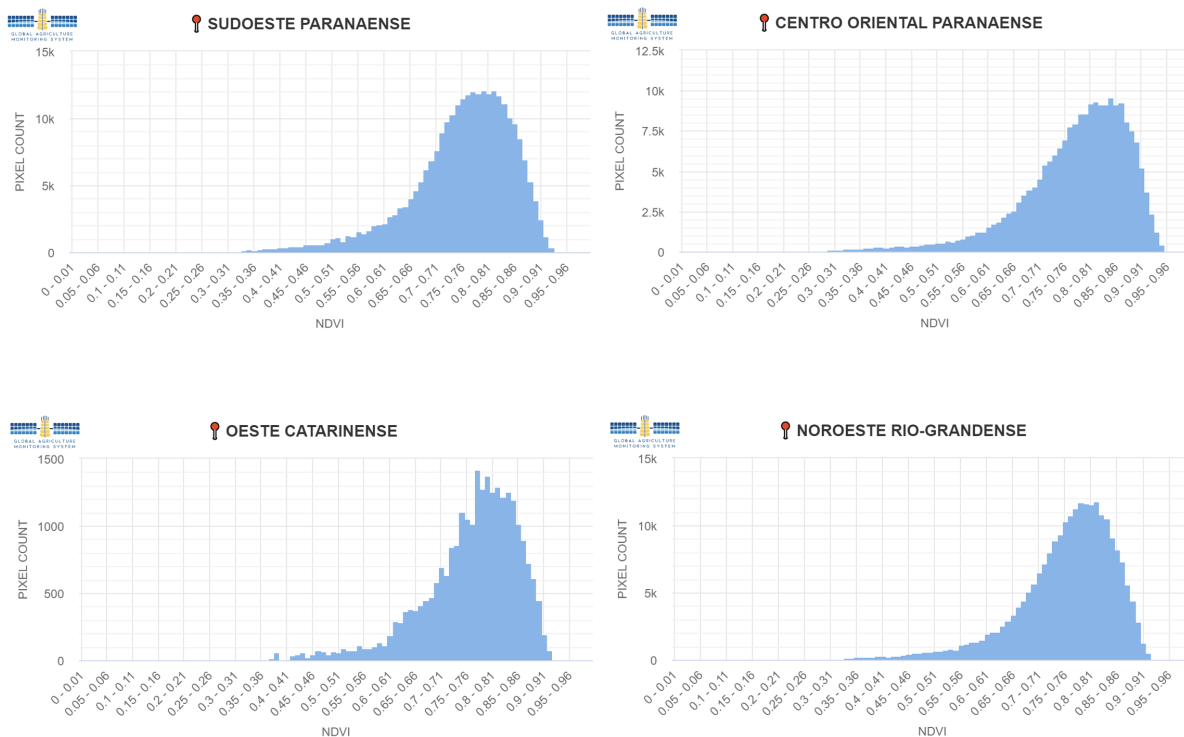 GLOBAL AGRICULTURE
MONITORING SYSTEM
SUDOESTE PARANAENSE
15k
10k
5k
0
PIXEL COUNT
0 - 0.01
0.05 - 0.06
0.1 - 0.11
0.15 - 0.16
0.2 - 0.21
0.25 - 0.26
0.3 - 0.31
0.35 - 0.36
0.4 - 0.41
0.45 - 0.46
0.5 - 0.51
0.55 - 0.56
0.6 - 0.61
0.65 - 0.66
0.7 - 0.71
0.75 - 0.76
0.8 - 0.81
0.85 - 0.86
0.9 - 0.91
0.95 - 0.96
NDVI
GLOBAL AGRICULTURE
MONITORING SYSTEM
CENTRO ORIENTAL PARANAENSE
12.5k
10k
7.5k
5k
2.5k
0
PIXEL COUNT
0 - 0.01
0.05 - 0.06
0.1 - 0.11
0.15 - 0.16
0.2 - 0.21
0.25 - 0.26
0.3 - 0.31
0.35 - 0.36
0.4 - 0.41
0.45 - 0.46
0.5 - 0.51
0.55 - 0.56
0.6 - 0.61
0.65 - 0.66
0.7 - 0.71
0.75 - 0.76
0.8 - 0.81
0.85 - 0.86
0.9 - 0.91
0.95 - 0.96
NDVI
GLOBAL AGRICULTURE
MONITORING SYSTEM
OESTE CATARINENSE
1500
1000
500
0
PIXEL COUNT
0 - 0.01
0.05 - 0.06
0.1 - 0.11
0.15 - 0.16
0.2 - 0.21
0.25 - 0.26
0.3 - 0.31
0.35 - 0.36
0.4 - 0.41
0.45 - 0.46
0.5 - 0.51
0.55 - 0.56
0.6 - 0.61
0.65 - 0.66
0.7 - 0.71
0.75 - 0.76
0.8 - 0.81
0.85 - 0.86
0.9 - 0.91
0.95 - 0.96
NDVI
GLOBAL AGRICULTURE
MONITORING SYSTEM
NOROESTE RIO-GRANDENSE
15k
10k
5k
0
PIXEL COUNT
0 - 0.01
0.05 - 0.06
0.1 - 0.11
0.15 - 0.16
0.2 - 0.21
0.25 - 0.26
0.3 - 0.31
0.35 - 0.36
0.4 - 0.41
0.45 - 0.46
0.5 - 0.51
0.55 - 0.56
0.6 - 0.61
0.65 - 0.66
0.7 - 0.71
0.75 - 0.76
0.8 - 0.81
0.85 - 0.86
0.9 - 0.91
0.95 - 0.96
NDVI